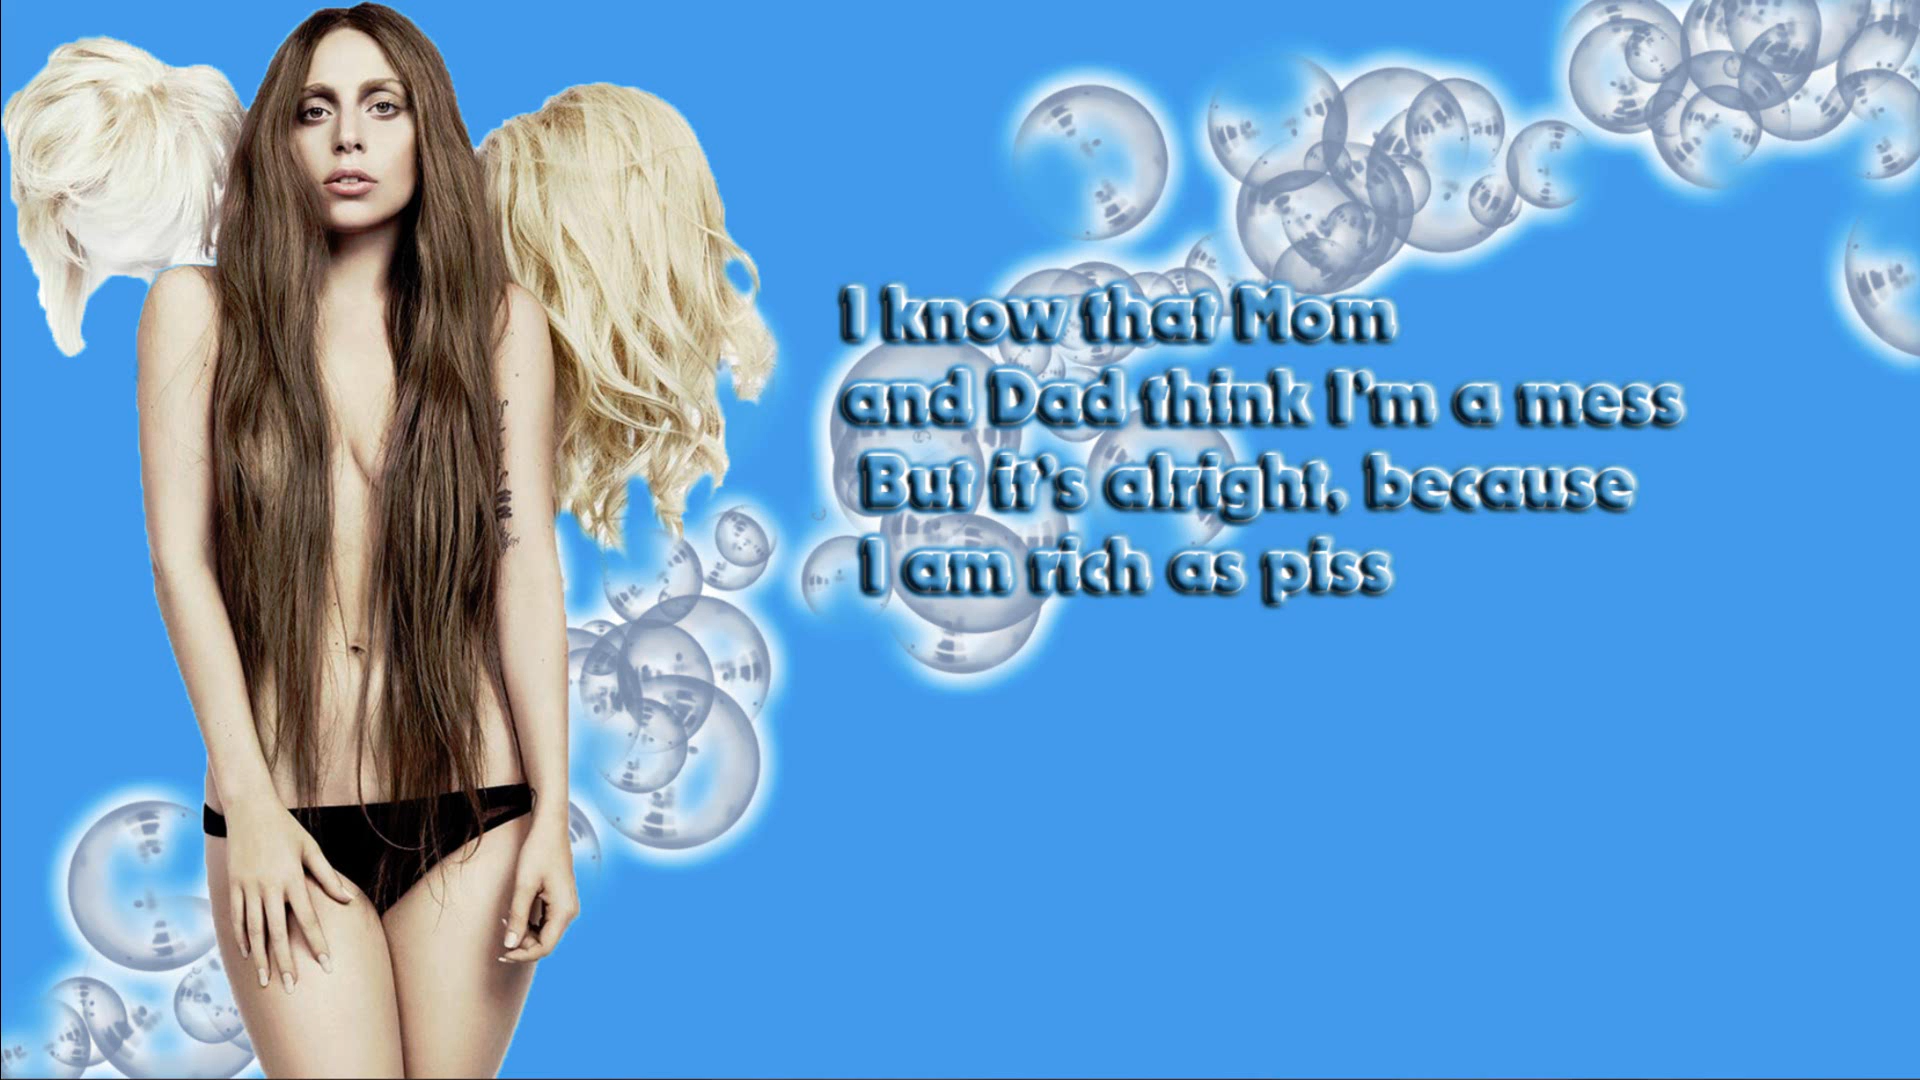 I know that Mom
and Dad think I'm a mess
But it's alright, because
I am rich as piss